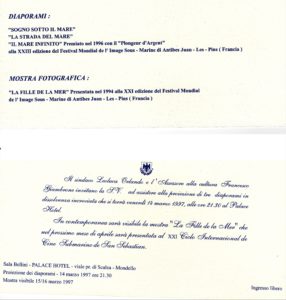 DIAPORAMI :
"SOGNO SOTTO IL MARE"
"LA STRADA DEL MARE"
"IL MARE INFINITO" Premiato nel 1996 con il "Plongeur d'Argent"
alla XXIII edizione del Festival Mondial de l' Image Sous - Marine di Antibes Juan - Les - Pins ( Francia )
MOSTRA FOTOGRAFICA :
"LA FILLE DE LA MER" Presentata nel 1994 alla XXI edizione del Festival Mondial
de l' Image Sous - Marine di Antibes Juan - Les - Pins ( Francia )
Il sindaco Leoluca Orlando e l'Assessore alla cultura Francesco
Giambrone invitano la S.V. ad assistere alla proiezione di tre diaporami in
dissolvenza incrociata che si terrà venerdì 14 marzo 1997, alle ore 21.30 al Palace
Hotel.
In contemporanea sarà visibile la mostra "La Fille de la Mer" che
nel prossimo mese di aprile sarà presentata al XXI Ciclo Internacional de
Cine Submarino de San Sebastian.
Sala Bellini - PALACE HOTEL - viale pr. di Scalea - Mondello
Proiezione dei diaporami - 14 marzo 1997 ore 21.30
Mostra visibile 15/16 marzo 1997
Ingresso libero